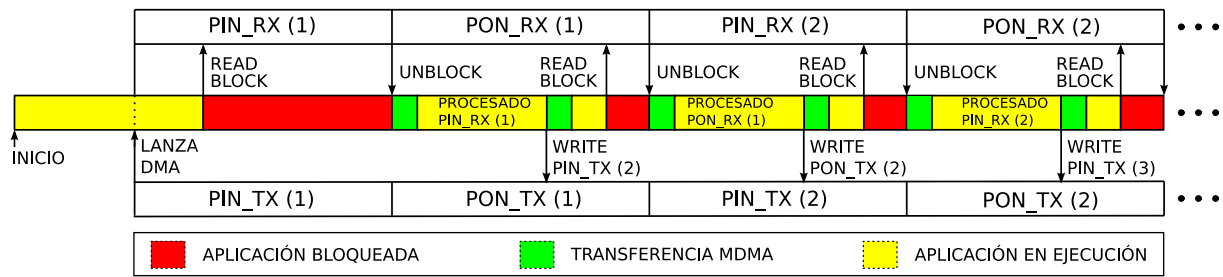 PIN_RX (1) PON_RX (1) PIN_RX (2) PON_RX (2)
READ BLOCK
UNBLOCK
READ BLOCK
UNBLOCK
READ BLOCK
UNBLOCK
READ BLOCK
PROCESADO PIN_RX (1)
PROCESADO PON_RX (1)
PROCESADO PIN_RX (2)
INICIO
LANZA DMA
WRITE PIN_TX (2)
WRITE PON_TX (2)
WRITE PIN_TX (3)
PIN_TX (1) PON_TX (1) PIN_TX (2) PON_TX (2)
APLICACIÓN BLOQUEADA TRANSFERENCIA MDMA APLICACIÓN EN EJECUCIÓN